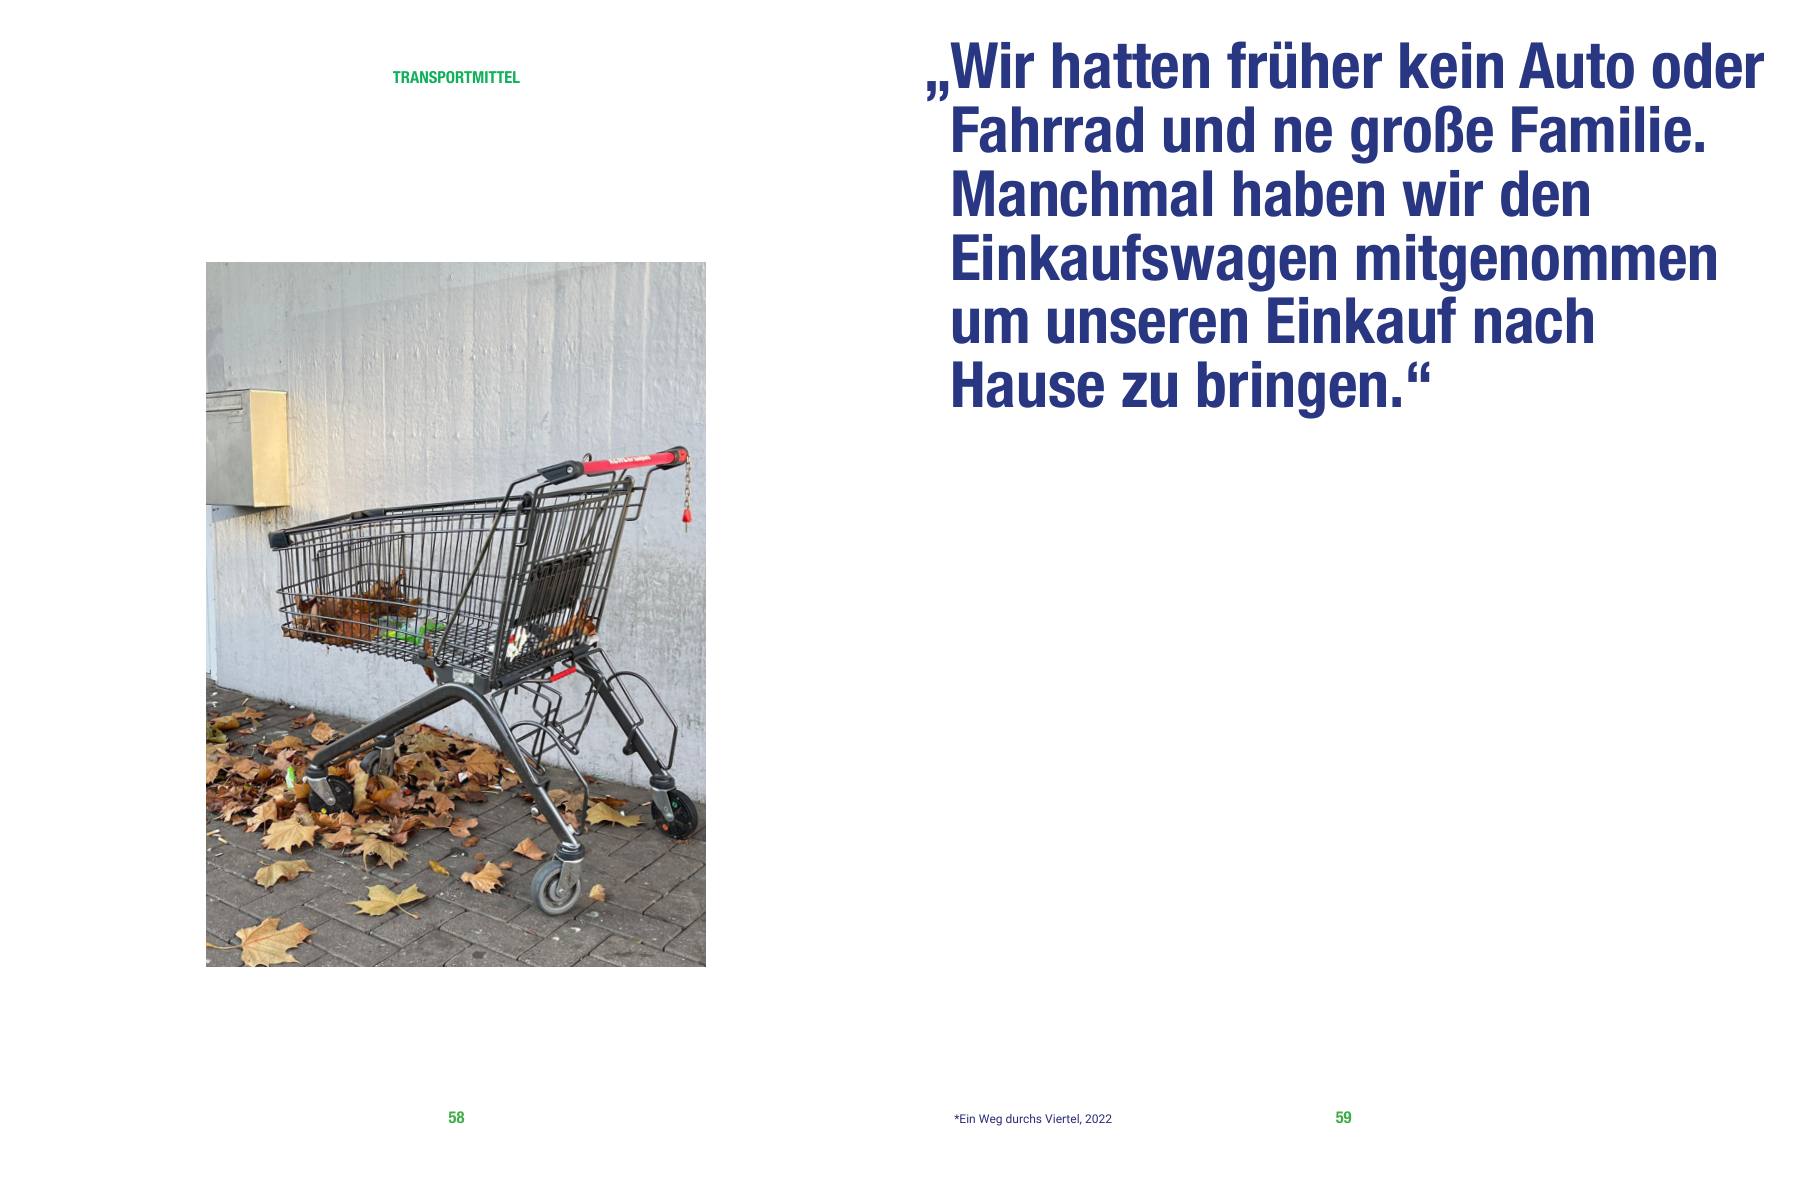 TRANSPORTMITTEL
„Wir hatten früher kein Auto oder
Fahrrad und ne große Familie.
Manchmal haben wir den
Einkaufswagen mitgenommen
um unseren Einkauf nach
Hause zu bringen.“
58
*Ein Weg durchs Viertel, 2022
59